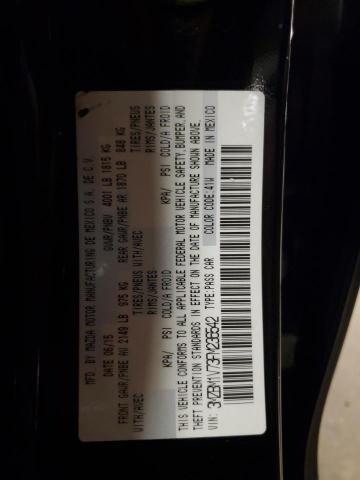 MFD. BY MAZDA MOTOR MANUFACTURING DE MEXICO S.A. DE C.V.
DATE 06/15 GVWR/PNBV 4001 LB 1815 KG
FRONT GAWR/PNBE AV 2149 LB 975 KG REAR GAWR/PNBE AR 1870 LB 848 KG
WITH/AVEC TIRES/PNEUS TIRES/PNEUS WITH/AVEC TIRES/PNEUS
RIMS/JANTES RIMS/JANTES
KPA/ PSI COLD/A FROID KPA/ PSI COLD/A FROID
THIS VEHICLE CONFORMS TO ALL APPLICABLE FEDERAL MOTOR VEHICLE SAFETY, BUMPER, AND
THEFT PREVENTION STANDARDS IN EFFECT ON THE DATE OF MANUFACTURE SHOWN ABOVE.
VIN: TYPE:PASS CAR COLOR CODE:41W MADE IN MEXICO